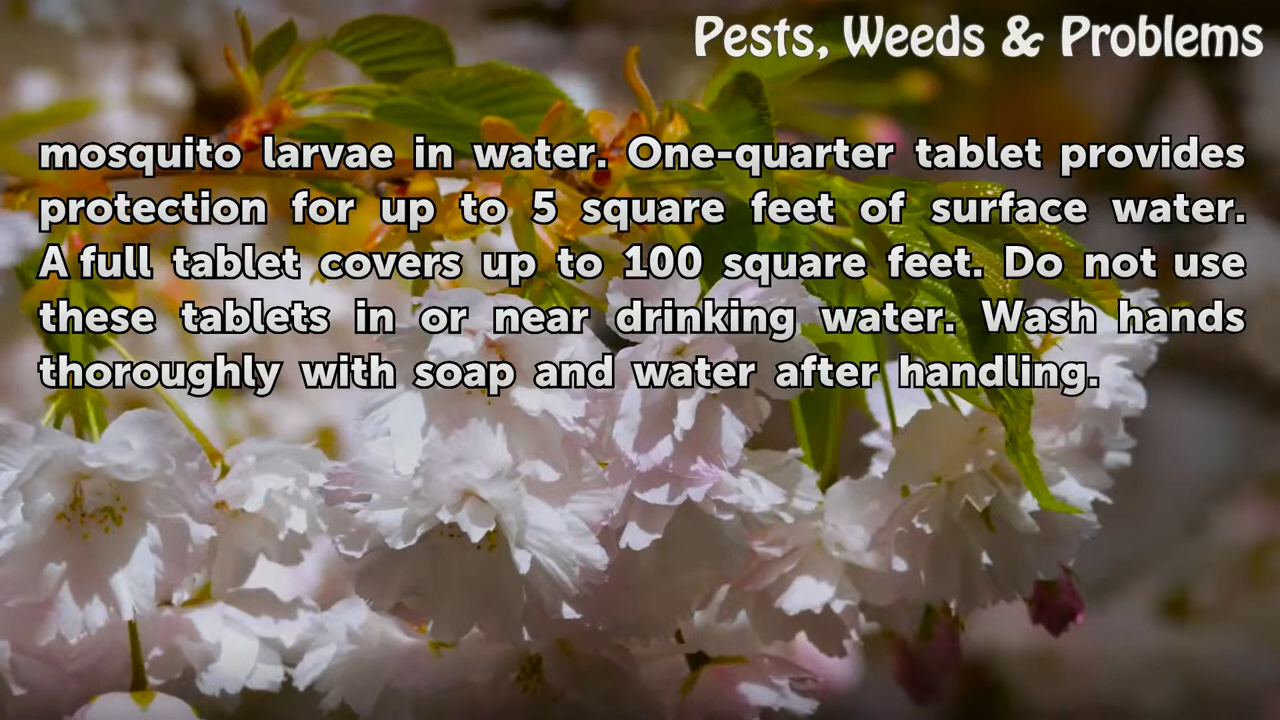 Pests, Weeds & Problems
mosquito larvae in water. One-quarter tablet provides
protection for up to 5 square feet of surface water.
A full tablet covers up to 100 square feet. Do not use
these tablets in or near drinking water. Wash hands
thoroughly with soap and water after handling.